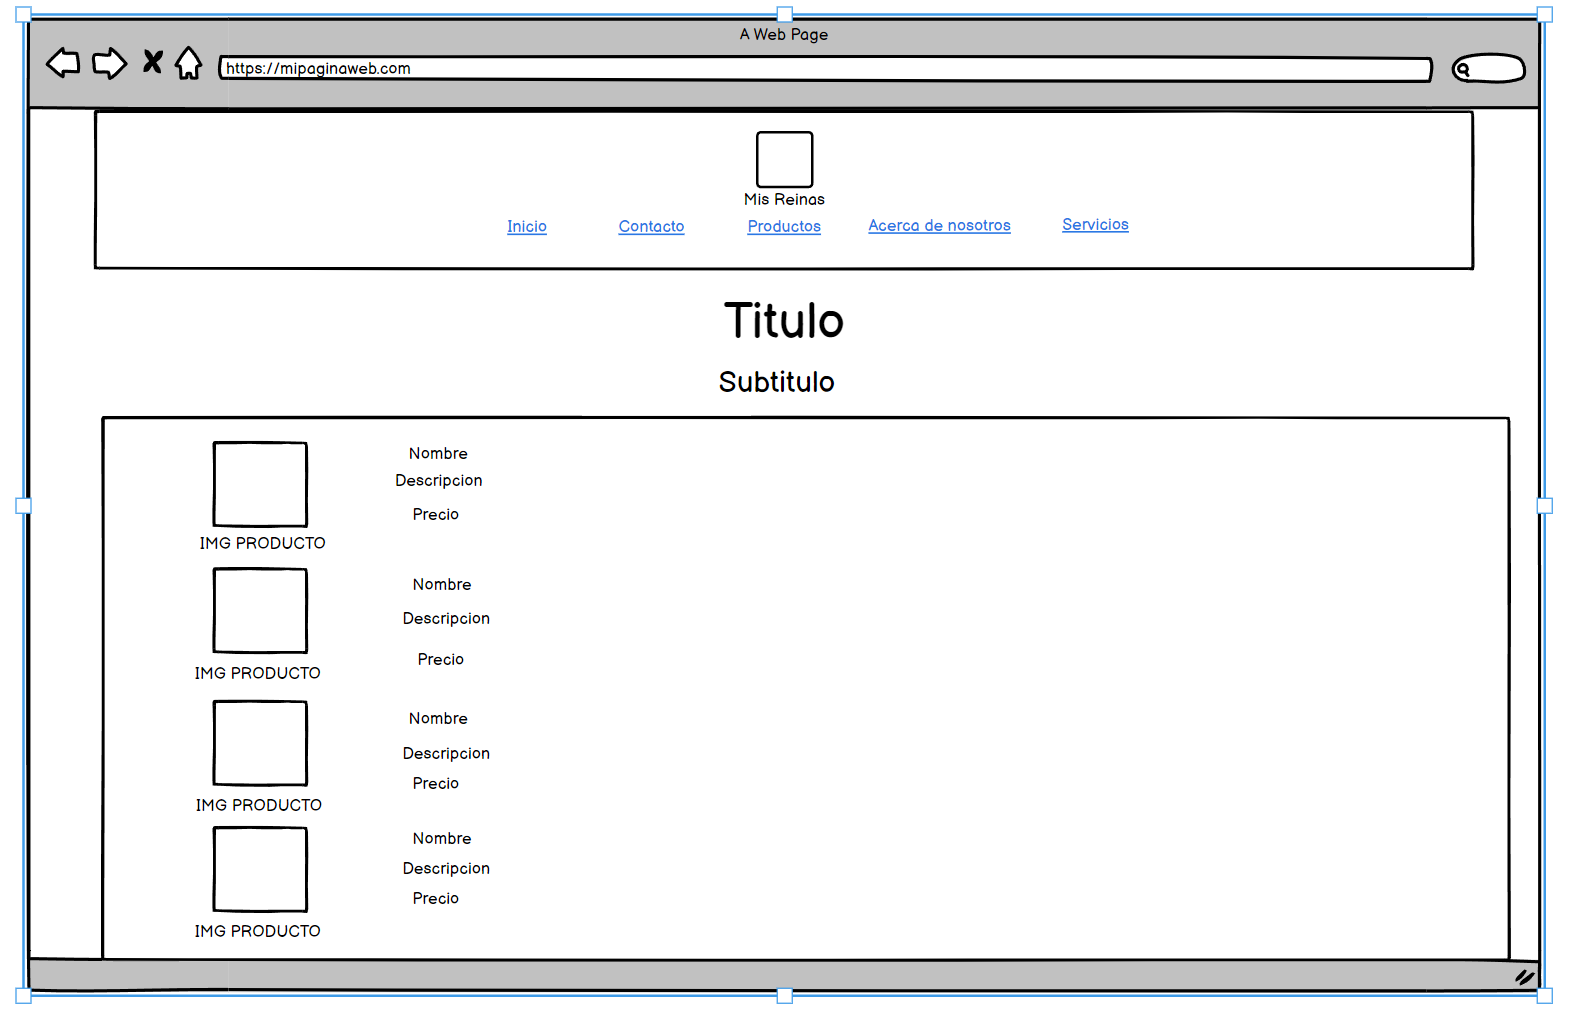 A Web Page
https://mipaginaweb.com
Mis Reinas
Inicio Contacto Productos Acerca de nosotros Servicios
Titulo
Subtitulo
Nombre
Descripcion
Precio
IMG PRODUCTO
Nombre
Descripcion
Precio
IMG PRODUCTO
Nombre
Descripcion
Precio
IMG PRODUCTO
Nombre
Descripcion
Precio
IMG PRODUCTO